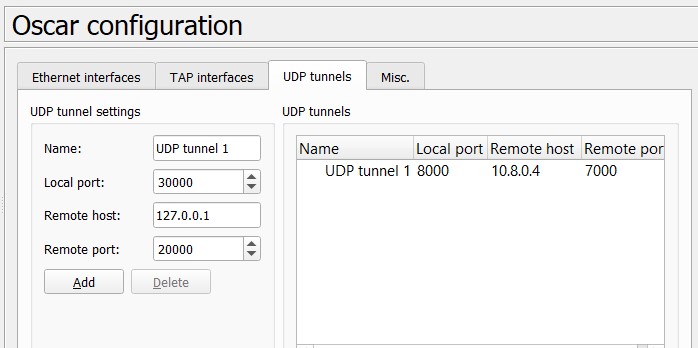 Oscar configuration
Ethernet interfaces TAP interfaces UDP tunnels Misc.
UDP tunnel settings
Name: UDP tunnel 1
Local port: 30000
Remote host: 127.0.0.1
Remote port: 20000
Add Delete
UDP tunnels
Name Local port Remote host Remote por
UDP tunnel 1 8000 10.8.0.4 7000